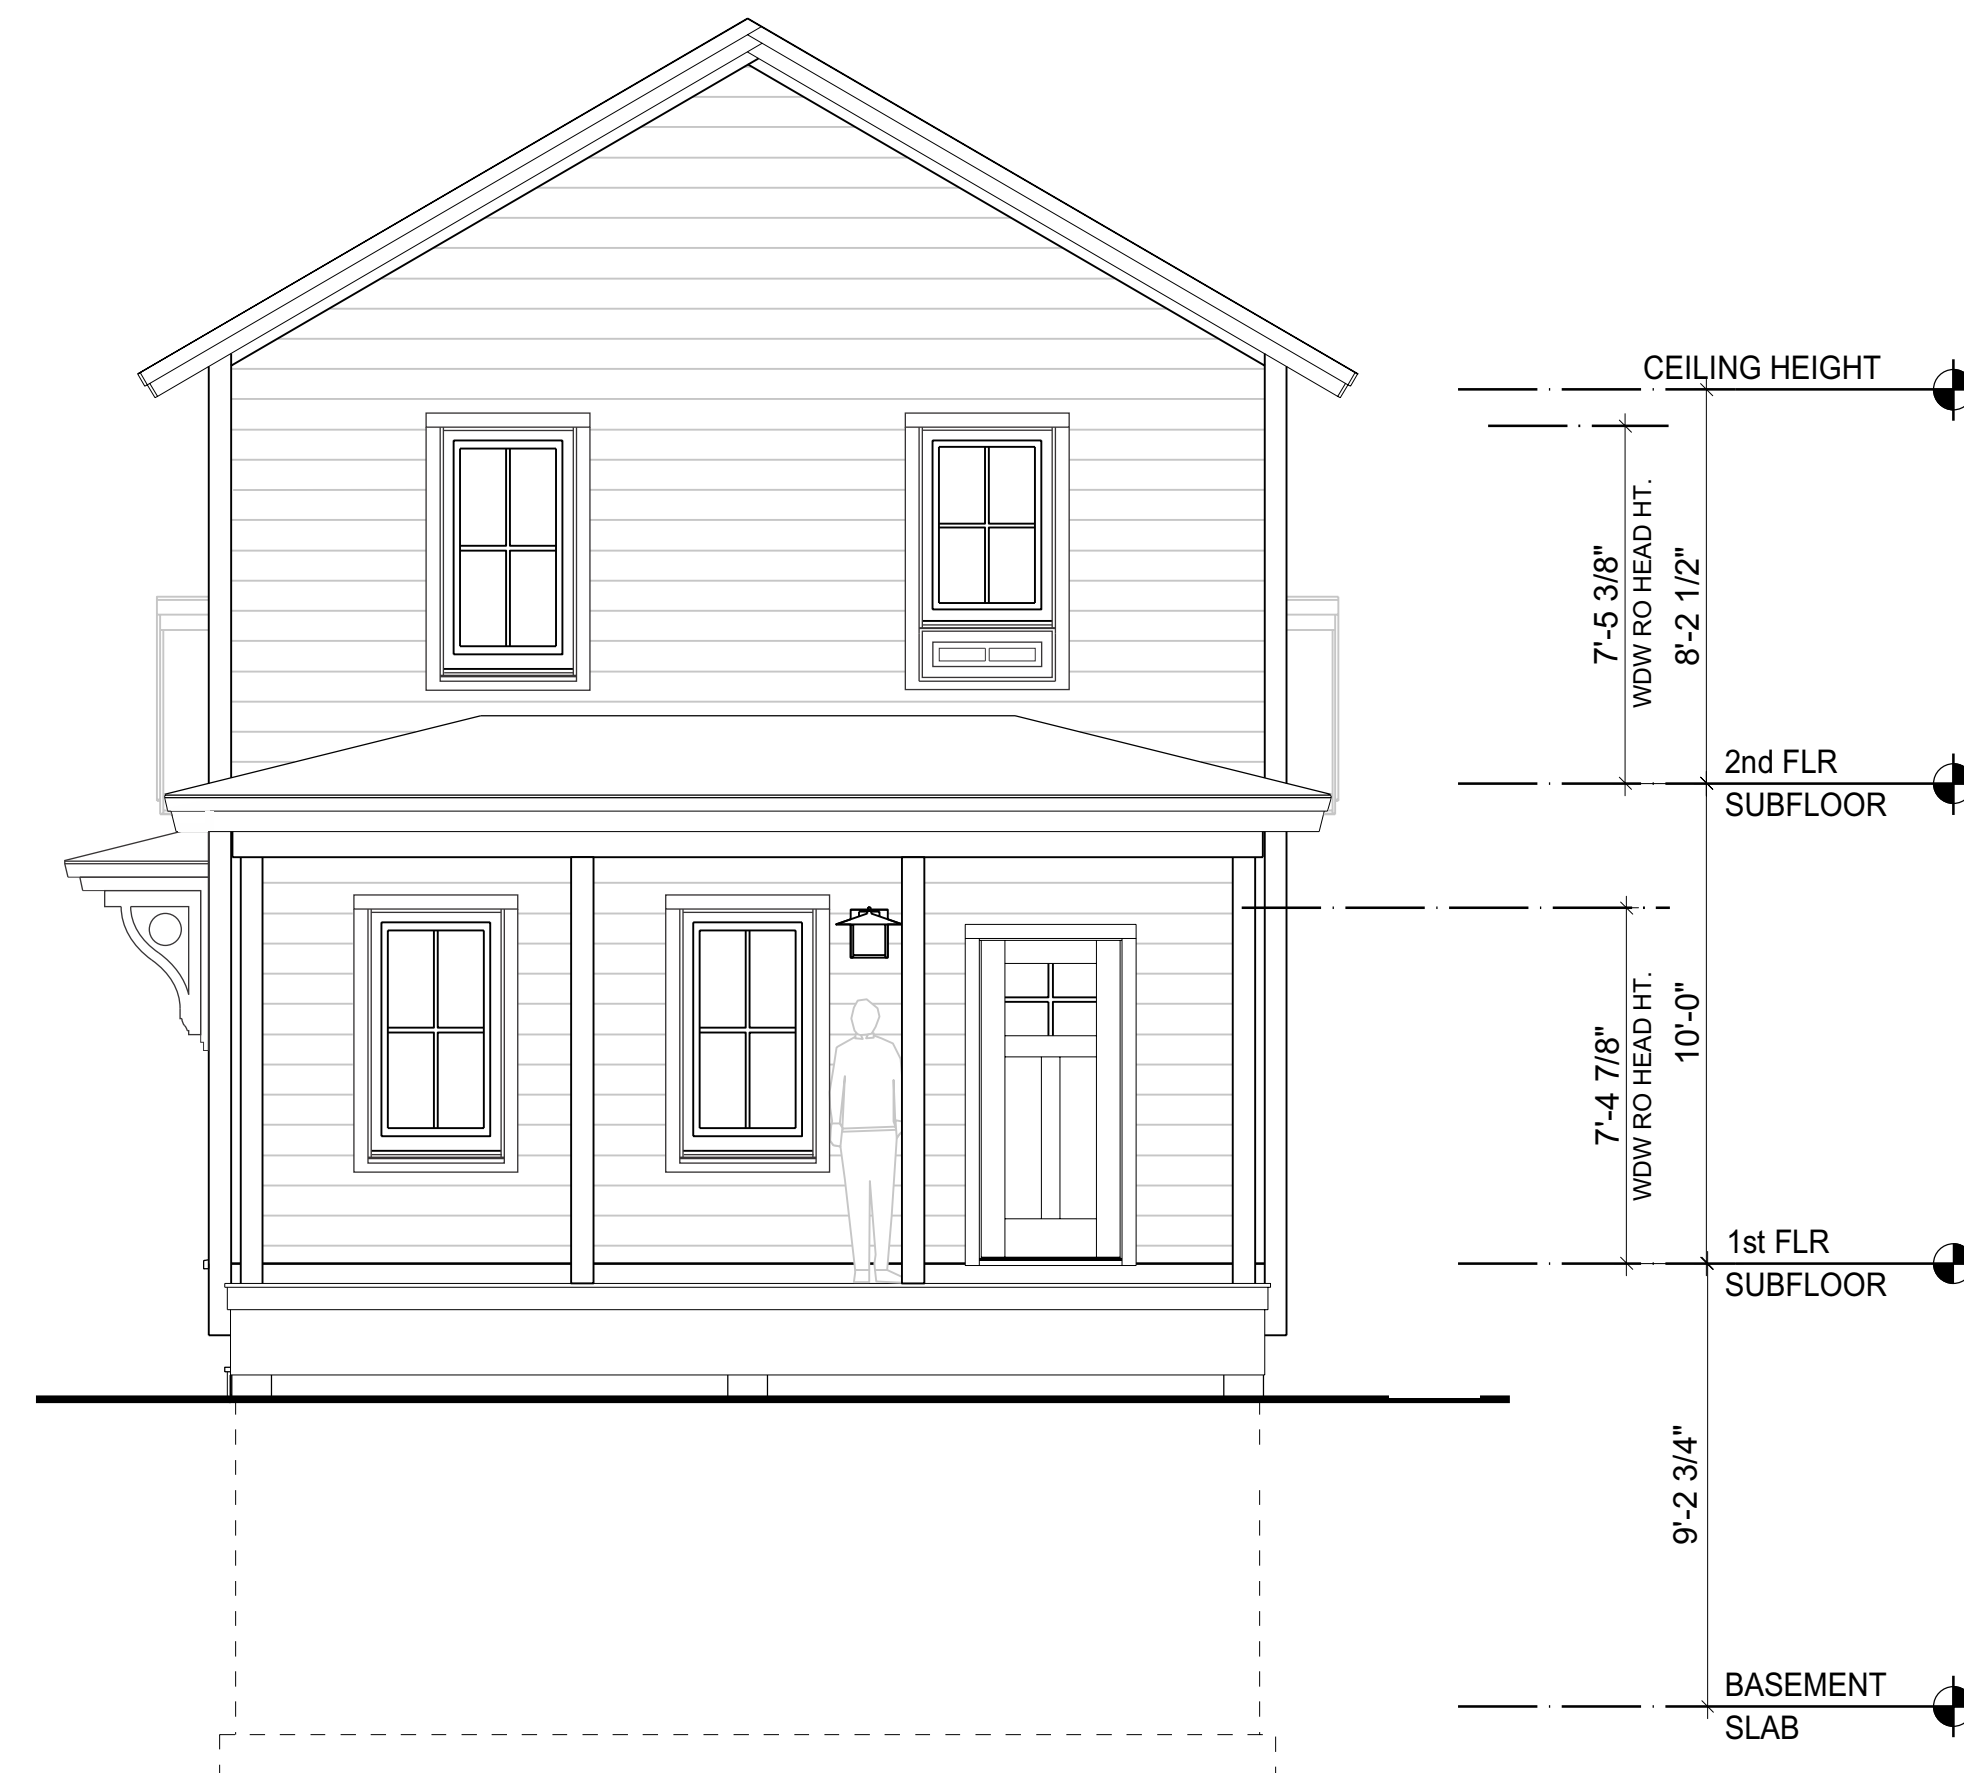 CEILING HEIGHT
7'-5 3/8"
WDW RO HEAD HT.
8'-2 1/2"
2nd FLR
SUBFLOOR
7'-4 7/8"
WDW RO HEAD HT.
10'-0"
1st FLR
SUBFLOOR
9'-2 3/4"
BASEMENT
SLAB